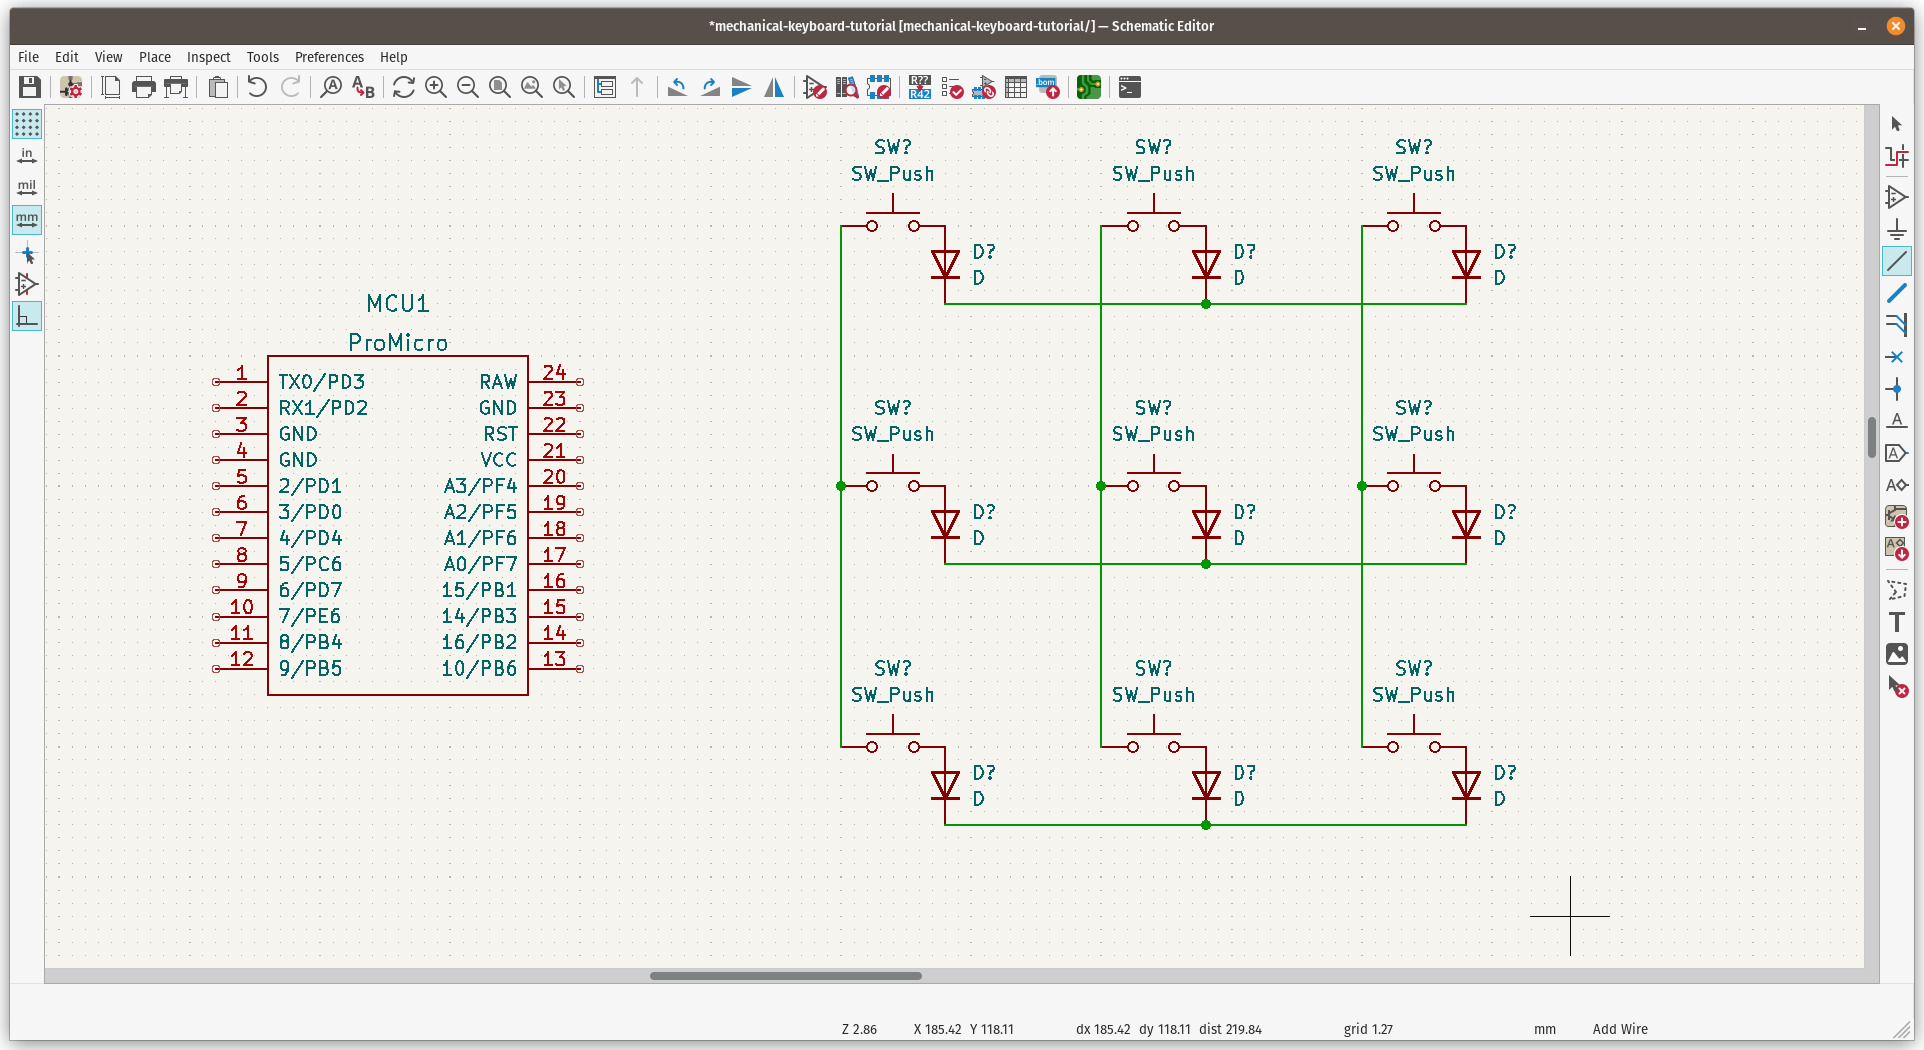 *mechanical-keyboard-tutorial [mechanical-keyboard-tutorial/] — Schematic Editor
File Edit View Place Inspect Tools Preferences Help
A
A B
R??
R42
.bom
>_
in
mil
mm
A
A
A
A
T
SW? SW? SW?
SW_Push SW_Push SW_Push
D? D? D?
D D D
MCU1
ProMicro
1 TX0/PD3 RAW 24
2 RX1/PD2 GND 23
3 GND RST 22
4 GND VCC 21
5 2/PD1 A3/PF4 20
6 3/PD0 A2/PF5 19
7 4/PD4 A1/PF6 18
8 5/PC6 A0/PF7 17
9 6/PD7 15/PB1 16
10 7/PE6 14/PB3 15
11 8/PB4 16/PB2 14
12 9/PB5 10/PB6 13
SW? SW? SW?
SW_Push SW_Push SW_Push
D? D? D?
D D D
SW? SW? SW?
SW_Push SW_Push SW_Push
D? D? D?
D D D
Z 2.86 X 185.42 Y 118.11 dx 185.42 dy 118.11 dist 219.84 grid 1.27 mm Add Wire